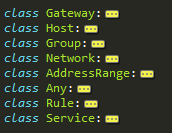 class Gateway:
class Host:
class Group:
class Network:
class AddressRange:
class Any:
class Rule:
class Service: